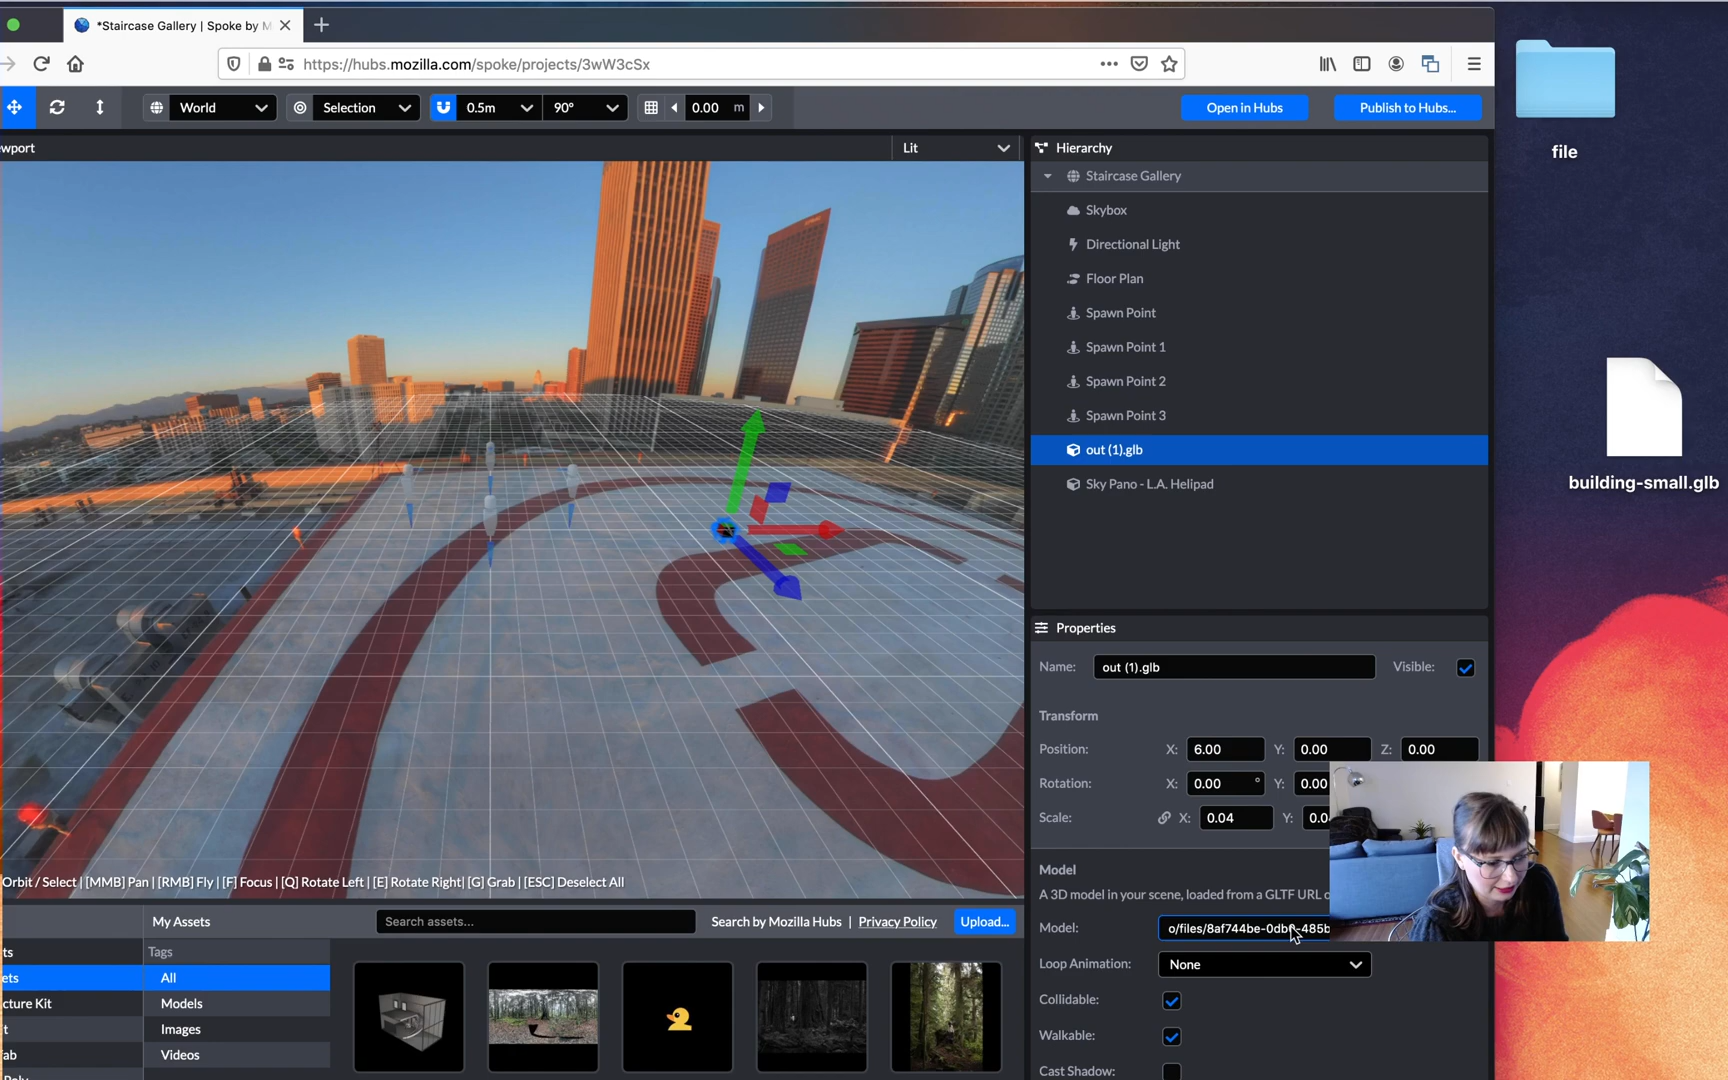 *Staircase Gallery | Spoke by M
https://hubs.mozilla.com/spoke/projects/3wW3cSx
World
Selection
0.5m
90°
0.00 m
Open in Hubs
Publish to Hubs...
file
building-small.glb
wport
Lit
Hierarchy
Staircase Gallery
Skybox
Directional Light
Floor Plan
Spawn Point
Spawn Point 1
Spawn Point 2
Spawn Point 3
out (1).glb
Sky Pano - L.A. Helipad
Orbit / Select | [MMB] Pan | [RMB] Fly | [F] Focus | [Q] Rotate Left | [E] Rotate Right| [G] Grab | [ESC] Deselect All
Properties
Name: out (1).glb Visible:
Transform
Position: X: 6.00 Y: 0.00 Z: 0.00
Rotation: X: 0.00 ° Y: 0.00
Scale: X: 0.04 Y: 0.0
Model
A 3D model in your scene, loaded from a GLTF URL
Model: o/files/8af744be-0db
485b
Loop Animation: None
Collidable:
Walkable:
Cast Shadow:
My Assets
Search assets...
Search by Mozilla Hubs | Privacy Policy
Upload...
ts
ets
cture Kit
t
ab
Tags
All
Models
Images
Videos